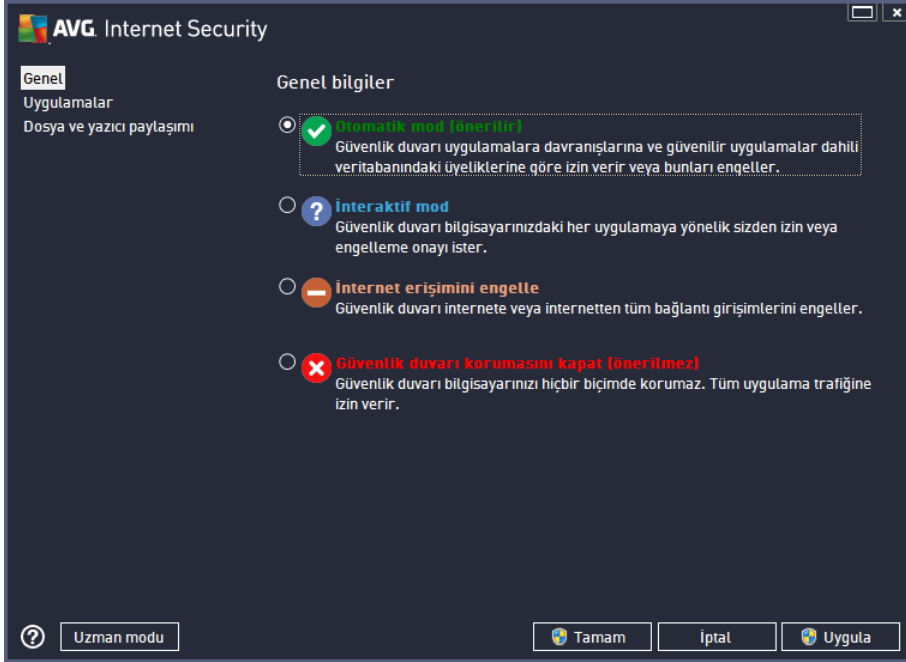 AVG. Internet Security
Genel
Uygulamalar
Dosya ve yazıcı paylaşımı
Genel bilgiler
Otomatik mod (önerilir)
Güvenlik duvarı uygulamalara davranışlarına ve güvenilir uygulamalar dahili
veritabanındaki üyeliklerine göre izin verir veya bunları engeller.
İnteraktif mod
Güvenlik duvarı bilgisayarınızdaki her uygulamaya yönelik sizden izin veya
engelleme onayı ister.
İnternet erişimini engelle
Güvenlik duvarı internete veya internetten tüm bağlantı girişimlerini engeller.
Güvenlik duvarı korumasını kapat (önerilmez)
Güvenlik duvarı bilgisayarınızı hiçbir biçimde korumaz. Tüm uygulama trafiğine
izin verir.
Uzman modu
Tamam
İptal
Uygula